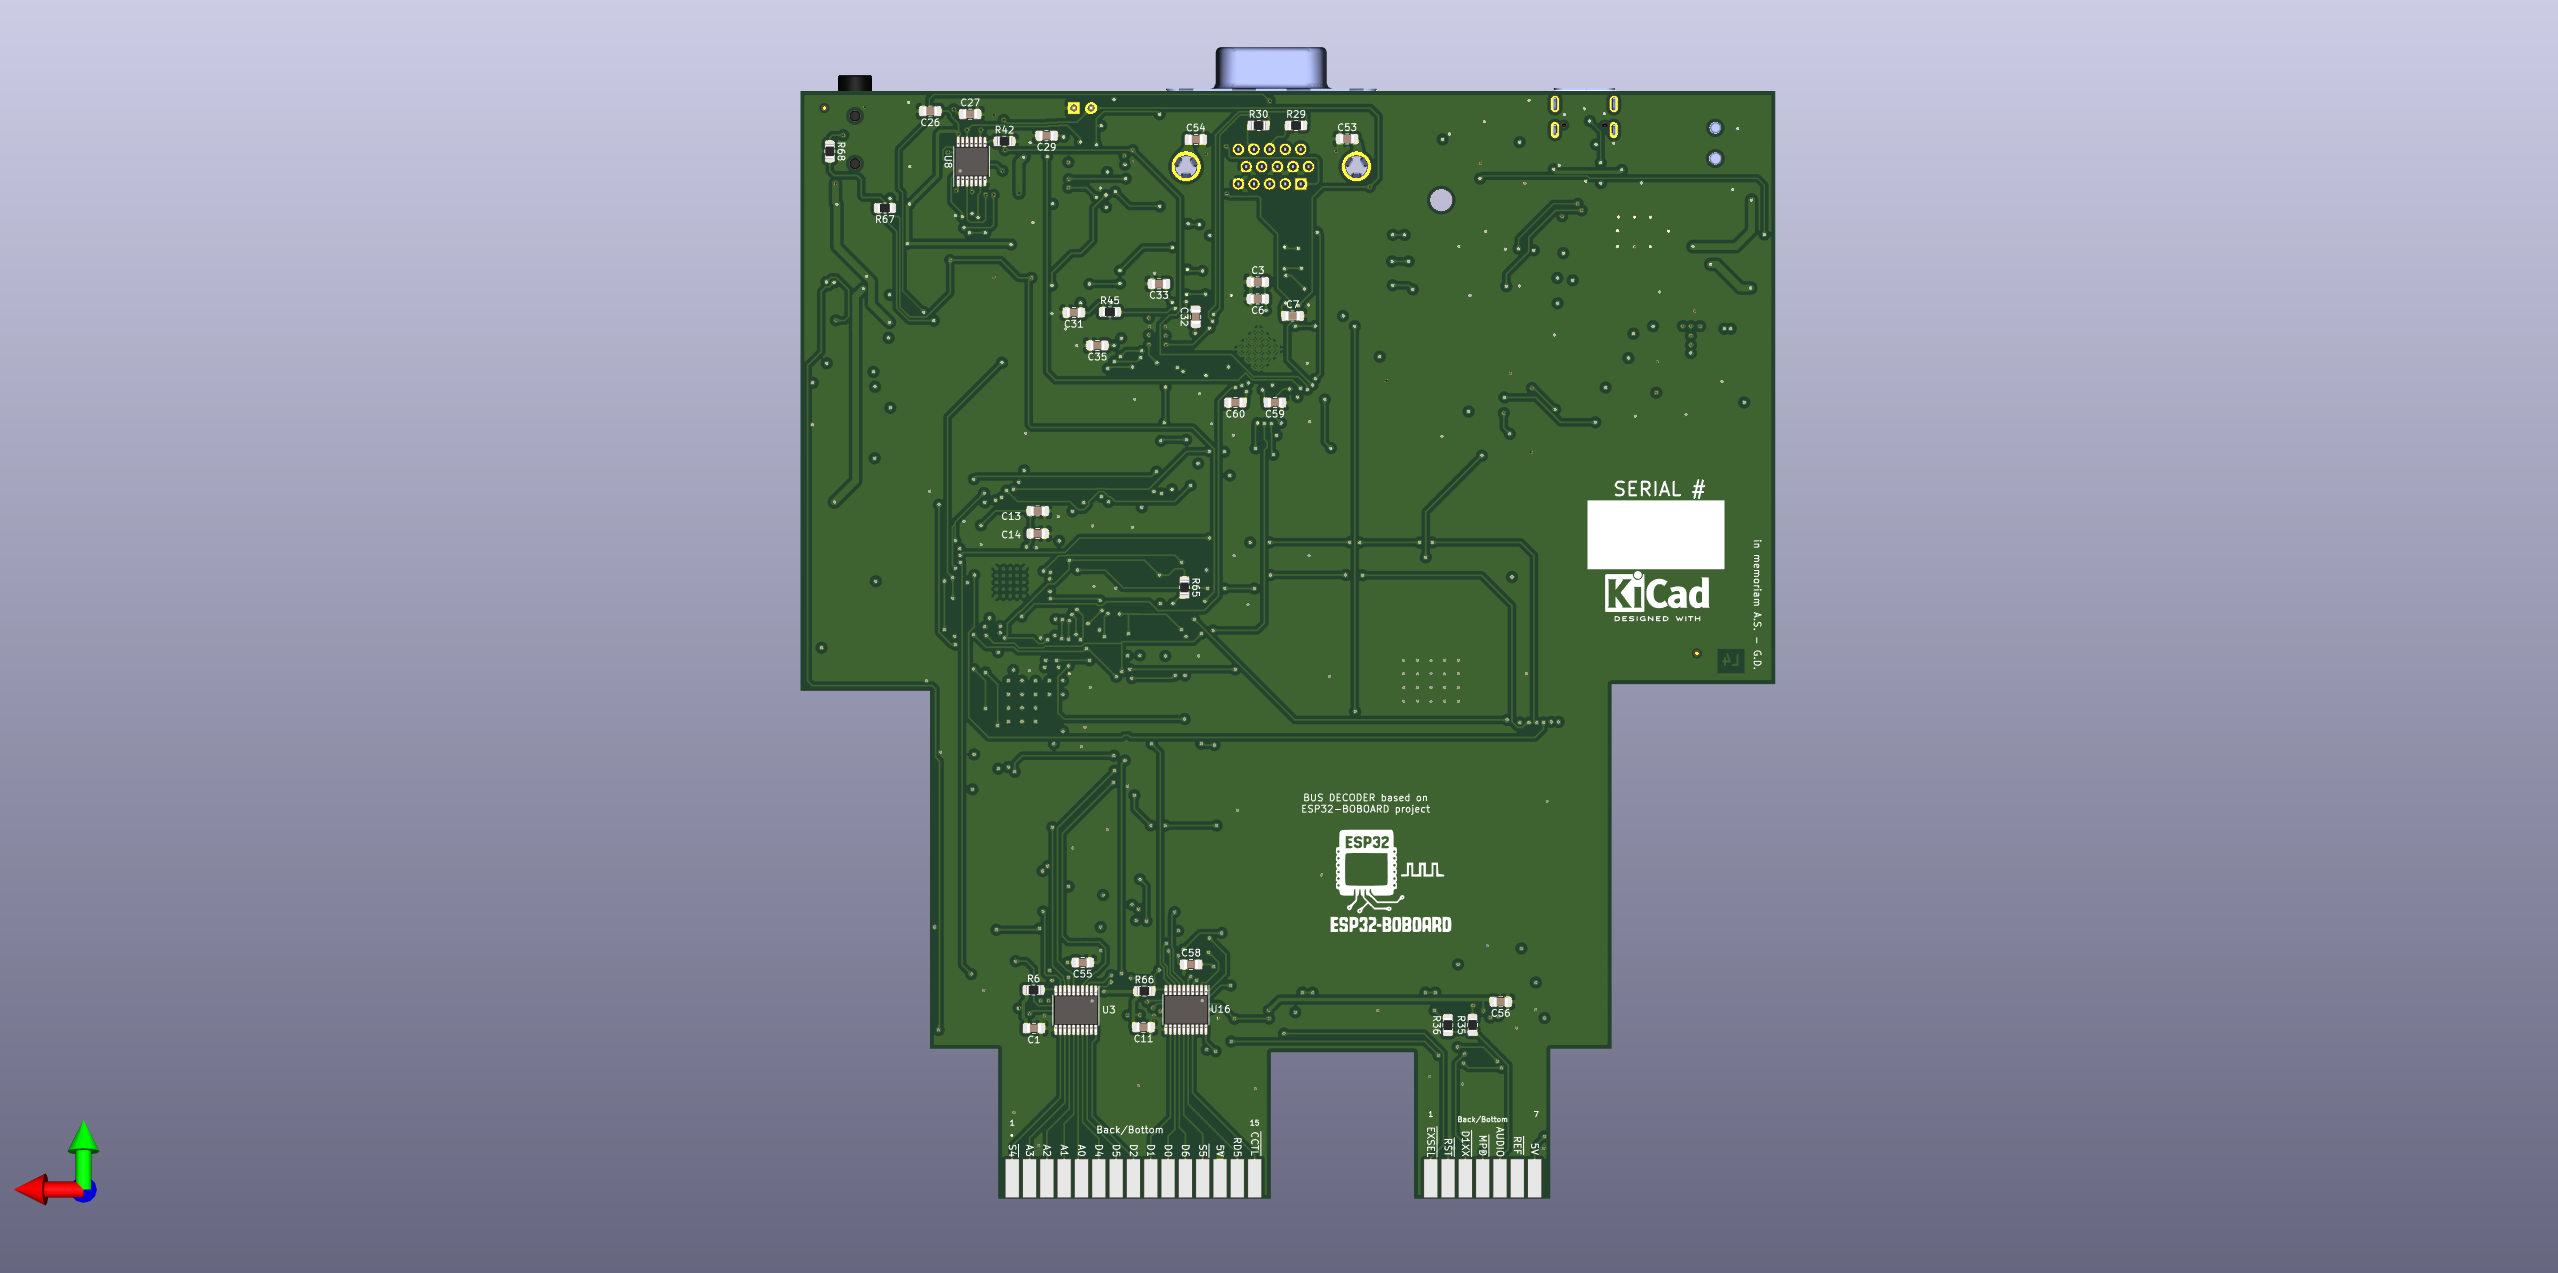 C27
C26
R42
C29
U8
R68
R67
C54
R30
R29
C53
C33
C3
C6
C7
C31
R45
C32
C35
C60
C59
SERIAL #
C13
C14
R65
KiCad
DESIGNED WITH
in memoriam A.S. - G.D.
L4
BUS DECODER based on
ESP32-BOBOARD project
ESP32
ESP32-BOBOARD
C58
C55
R6
R66
U3
U16
C1
C11
C56
R36
R35
1
15
Back/Bottom
S4
A3
A2
A1
A0
D4
D5
D2
D1
D0
D6
S5
5V
RD5
CCTL
1
7
Back/Bottom
EXSEL
RST
D1XX
MPD
AUDIO
REF
5V